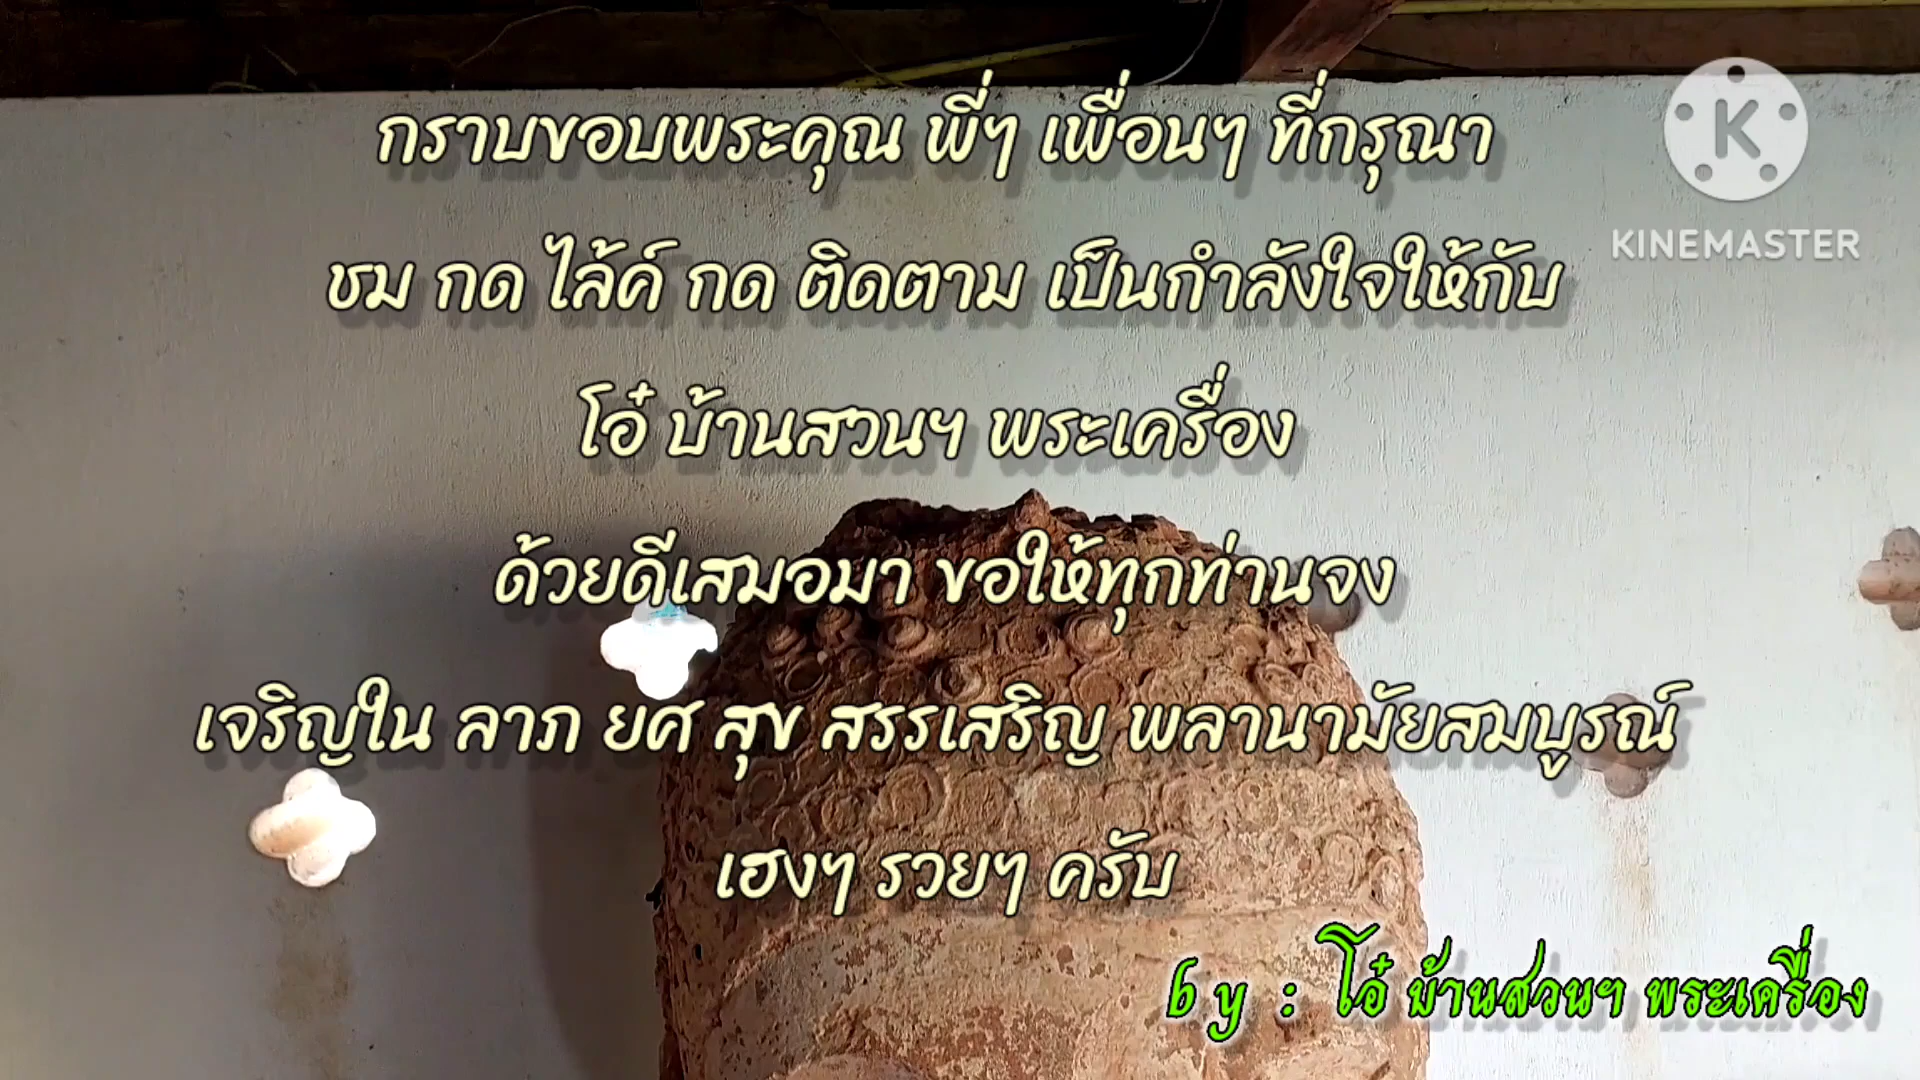 กราบขอบพระคุณ พี่ๆ เพื่อนๆ ที่กรุณา
ชม กด ไล้ค์ กด ติดตาม เป็นกำลังใจให้กับ
โอ๋ บ้านสวนฯ พระเครื่อง
ด้วยดีเสมอมา ขอให้ทุกท่านจง
เจริญใน ลาภ ยศ สุข สรรเสริญ พลานามัยสมบูรณ์
เฮงๆ รวยๆ ครับ
by : โอ๋ บ้านสวนฯ พระเครื่อง
K
KINEMASTER